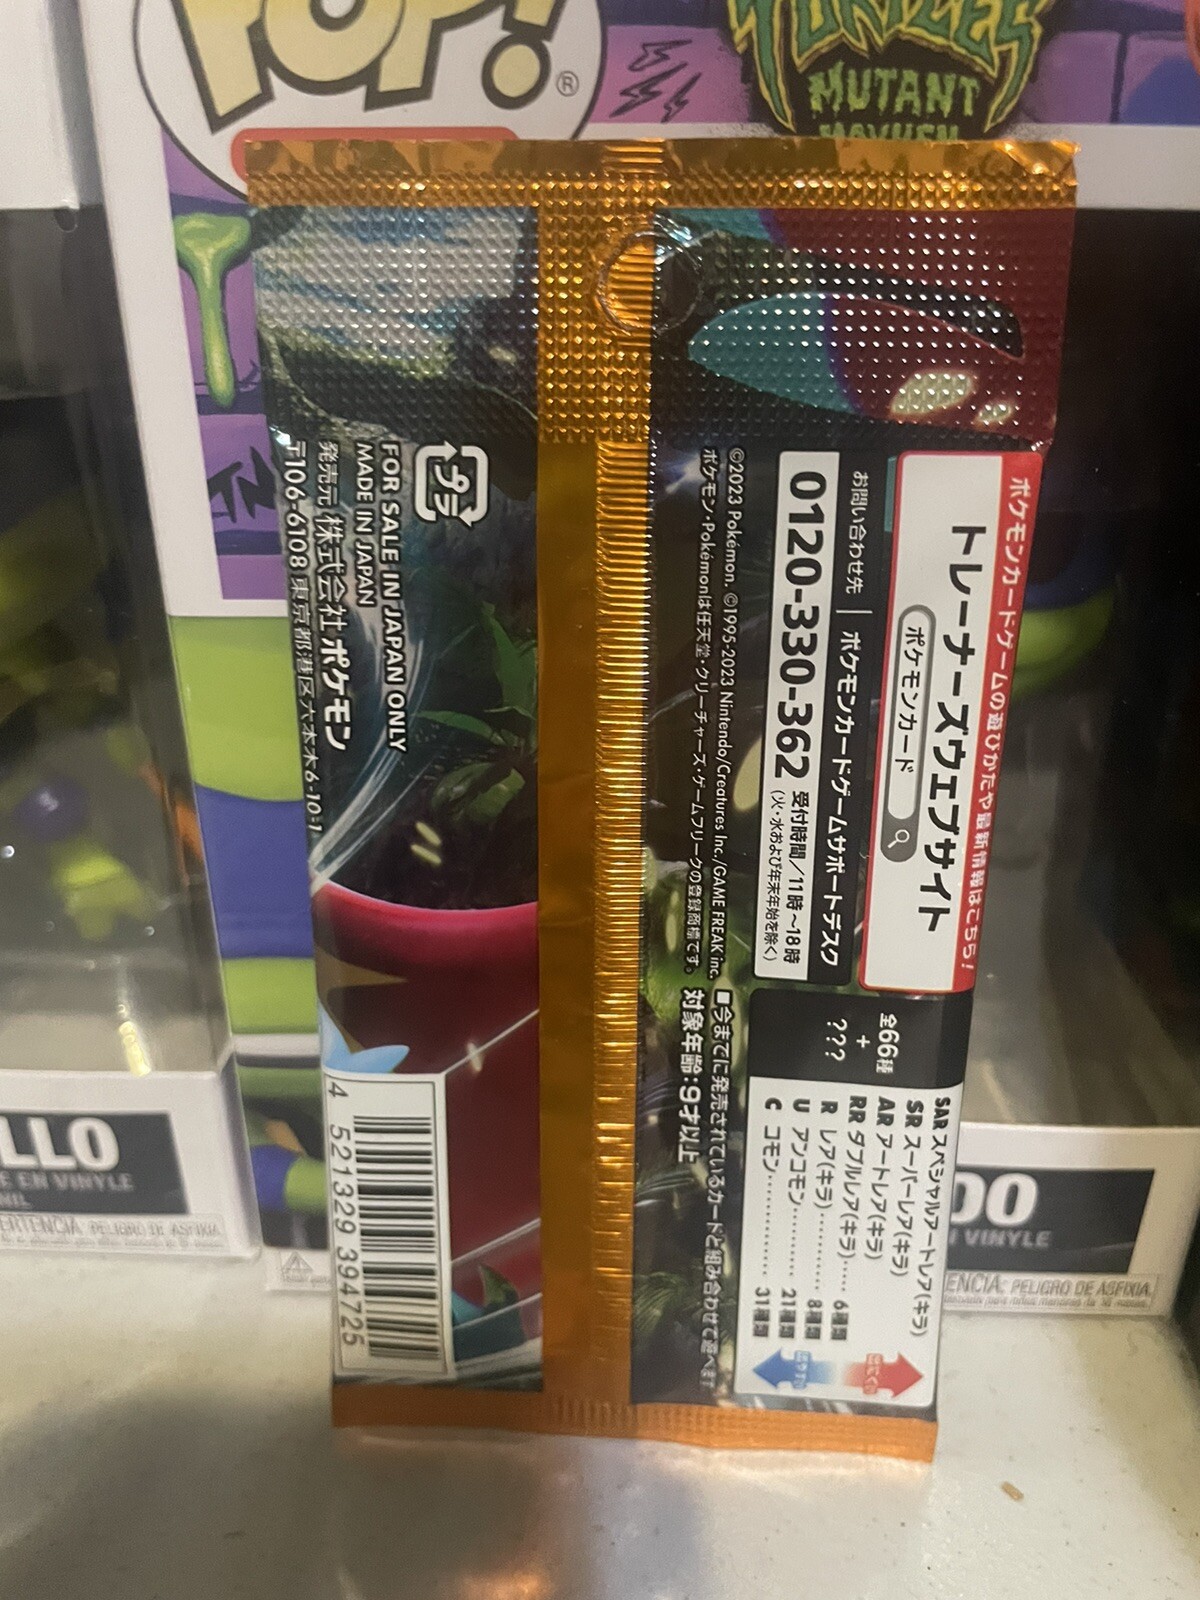 POP!
®
TURTLES
MUTANT
MAYHEM
ポケモンカードゲームの遊びかたや最新情報はこちら!
トレーナーズウェブサイト
ポケモンカード
お問い合わせ先
ポケモンカードゲームサポートデスク
0120-330-362 受付時間/11時~18時
(火・水および年末年始を除く)
©2023 Pokémon. ©1995-2023 Nintendo/Creatures Inc./GAME FREAK inc.
ポケモン・Pokémonは任天堂・クリーチャーズ・ゲームフリークの登録商標です。
全66種
+
???
SAR スペシャルアートレア(キラ)
SR スーパーレア(キラ)
AR アートレア(キラ)
RR ダブルレア(キラ)····· 6種類
R レア(キラ)········· 8種類
U アンコモン········· 21種類
C コモン············ 31種類
■今までに発売されているカードと組み合わせて遊べます
対象年齢:9才以上
プラ
FOR SALE IN JAPAN ONLY
MADE IN JAPAN
発売元 株式会社 ポケモン
〒106-6108 東京都港区六本木6-10-1
4 521329 394725
LLO
E EN VINYLE
NIL
ERTENCIA: PELIGRO DE ASFIXIA
OO
N VINYLE
ENCIA: PELIGRO DE ASFIXIA.